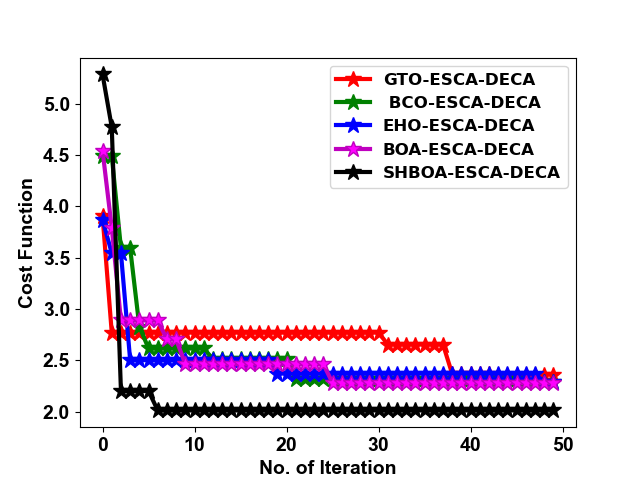 GTO-ESCA-DECA
BCO-ESCA-DECA
EHO-ESCA-DECA
BOA-ESCA-DECA
SHBOA-ESCA-DECA
Cost Function
5.0
4.5
4.0
3.5
3.0
2.5
2.0
0 10 20 30 40 50
No. of Iteration